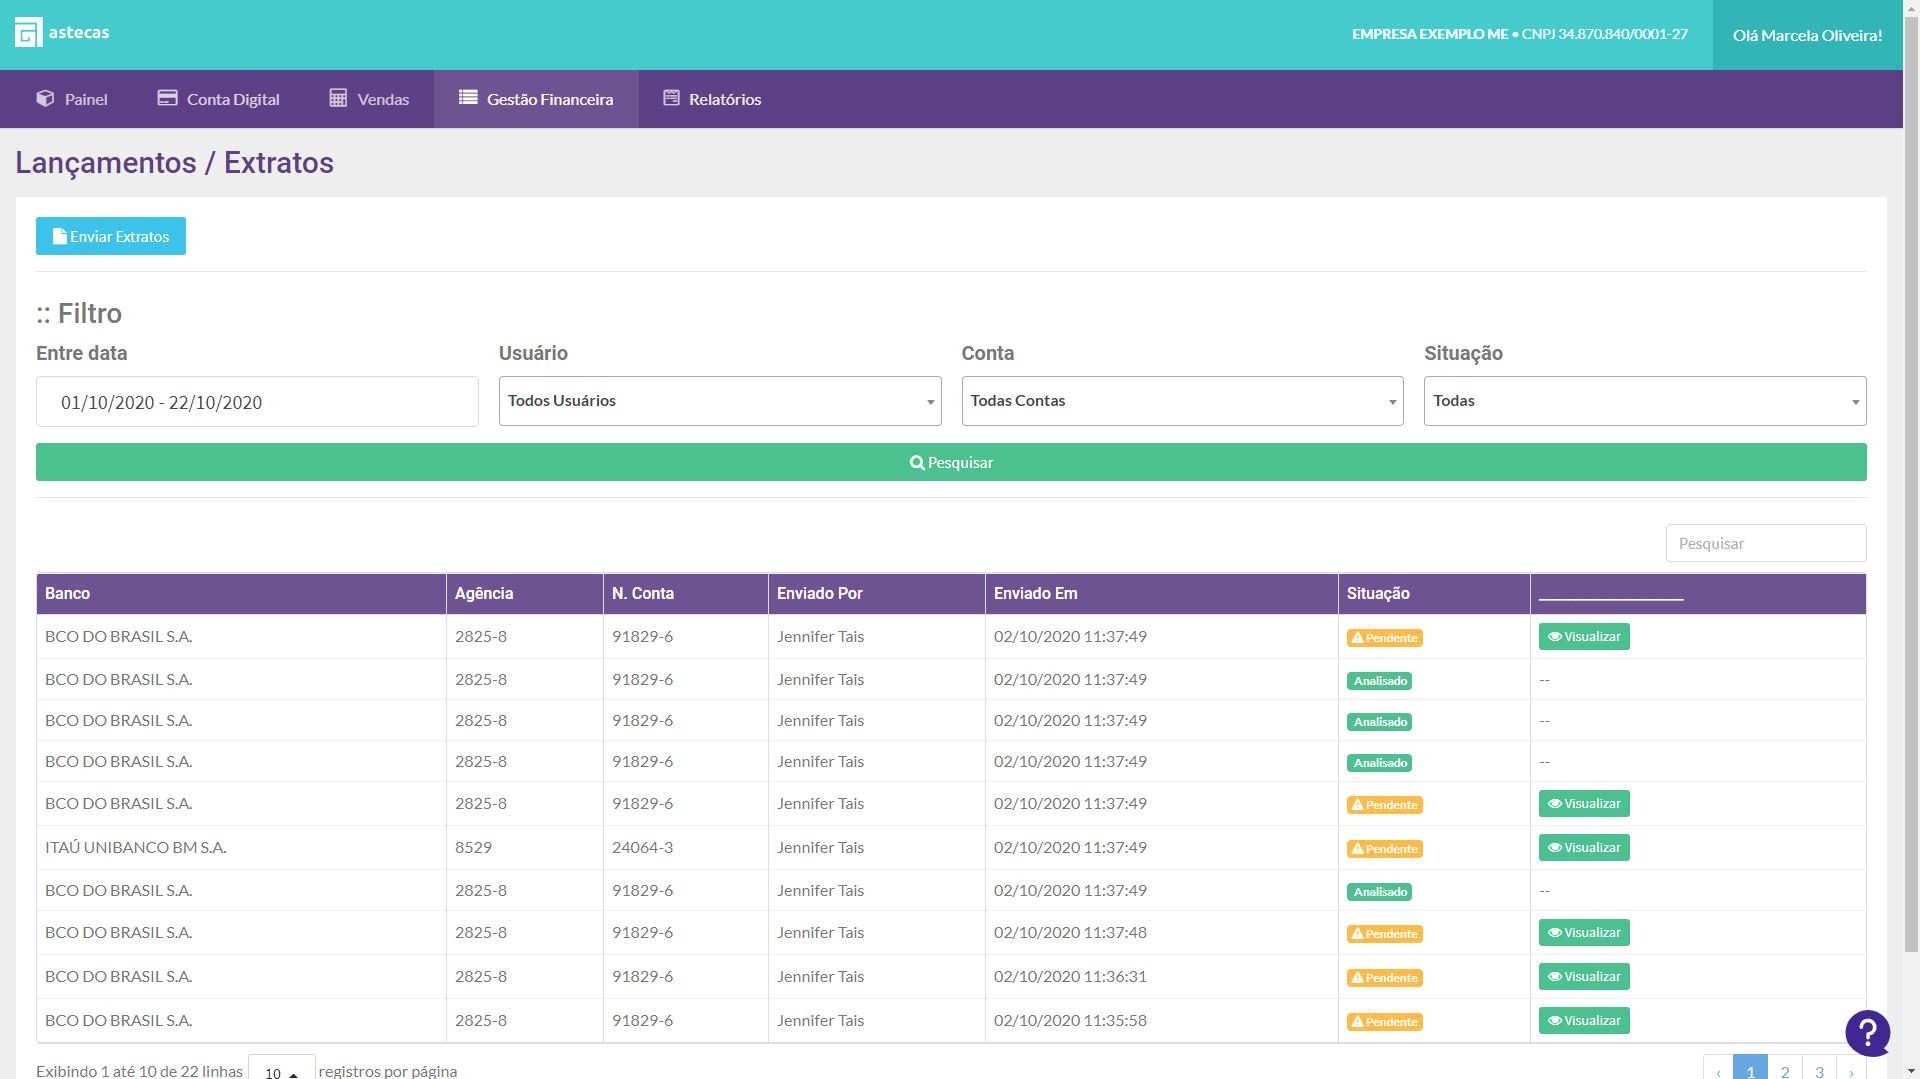 astecas
EMPRESA EXEMPLO ME • CNPJ 34.870.840/0001-27
Olá Marcela Oliveira!
Painel
Conta Digital
Vendas
Gestão Financeira
Relatórios
Lançamentos / Extratos
Enviar Extratos
:: Filtro
Entre data
Usuário
Conta
Situação
01/10/2020 - 22/10/2020
Todos Usuários
Todas Contas
Todas
Pesquisar
Pesquisar
Banco Agência N. Conta Enviado Por Enviado Em Situação ____________________
BCO DO BRASIL S.A. 2825-8 91829-6 Jennifer Tais 02/10/2020 11:37:49 Pendente Visualizar
BCO DO BRASIL S.A. 2825-8 91829-6 Jennifer Tais 02/10/2020 11:37:49 Analisado --
BCO DO BRASIL S.A. 2825-8 91829-6 Jennifer Tais 02/10/2020 11:37:49 Analisado --
BCO DO BRASIL S.A. 2825-8 91829-6 Jennifer Tais 02/10/2020 11:37:49 Analisado --
BCO DO BRASIL S.A. 2825-8 91829-6 Jennifer Tais 02/10/2020 11:37:49 Pendente Visualizar
ITAÚ UNIBANCO BM S.A. 8529 24064-3 Jennifer Tais 02/10/2020 11:37:49 Pendente Visualizar
BCO DO BRASIL S.A. 2825-8 91829-6 Jennifer Tais 02/10/2020 11:37:49 Analisado --
BCO DO BRASIL S.A. 2825-8 91829-6 Jennifer Tais 02/10/2020 11:37:48 Pendente Visualizar
BCO DO BRASIL S.A. 2825-8 91829-6 Jennifer Tais 02/10/2020 11:36:31 Pendente Visualizar
BCO DO BRASIL S.A. 2825-8 91829-6 Jennifer Tais 02/10/2020 11:35:58 Pendente Visualizar
?
Exibindo 1 até 10 de 22 linhas 10 registros por página
‹ 1 2 3 ›